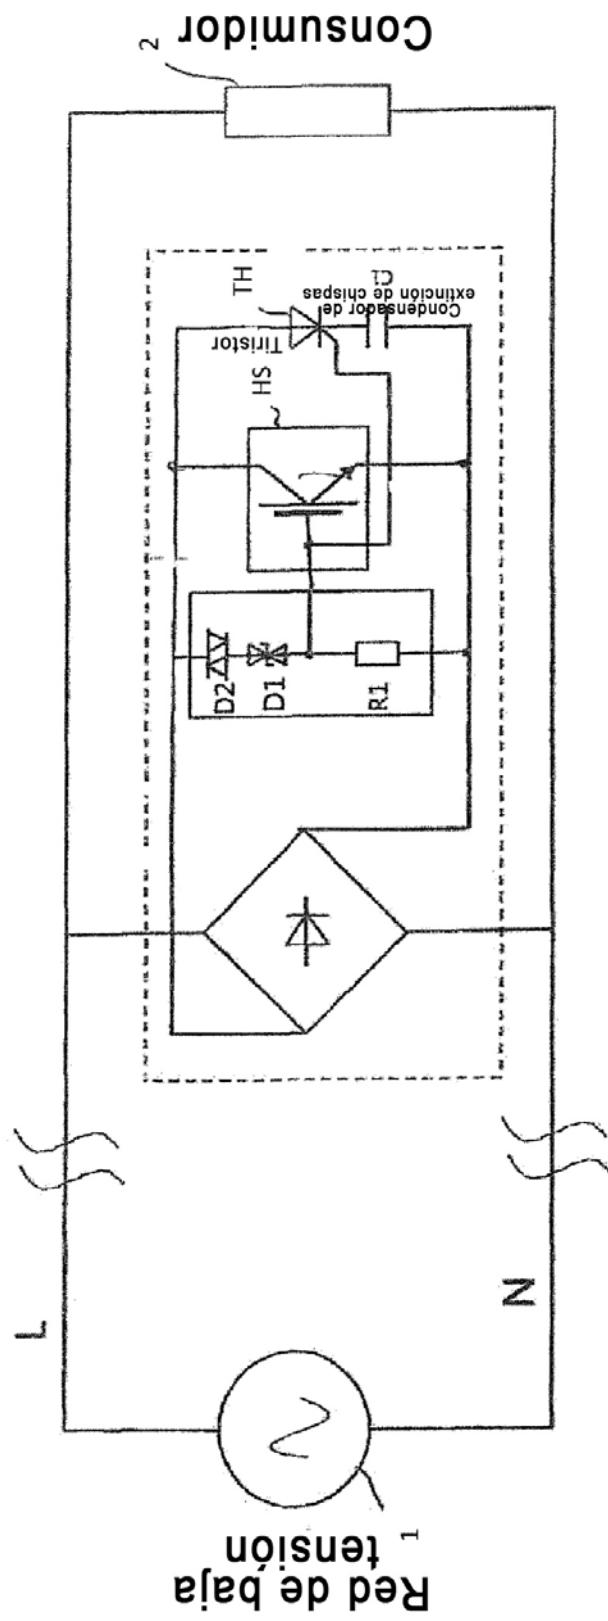 Red de baja
tensión
1
L
N
D2
D1
R1
HS
TH
Tiristor
C1
Condensador de
extinción de chispas
2
Consumidor